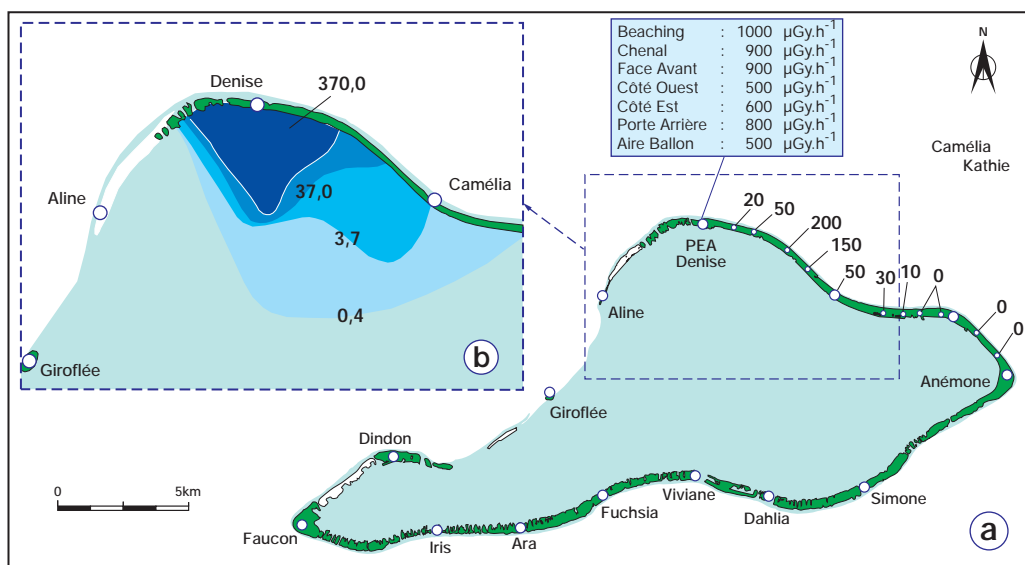 Beaching : 1000 µGy.h-1
Chenal : 900 µGy.h-1
Face Avant : 900 µGy.h-1
Côté Ouest : 500 µGy.h-1
Côté Est : 600 µGy.h-1
Porte Arrière : 800 µGy.h-1
Aire Ballon : 500 µGy.h-1
N
Camélia
Kathie
Denise
370,0
Aline
37,0
Camélia
3,7
0,4
Giroflée
b
20
50
200
150
50
30
10
0
0
0
PEA
Denise
Aline
Anémone
Giroflée
Dindon
0 5km
Viviane
Simone
Fuchsia
Dahlia
Faucon
Iris
Ara
a